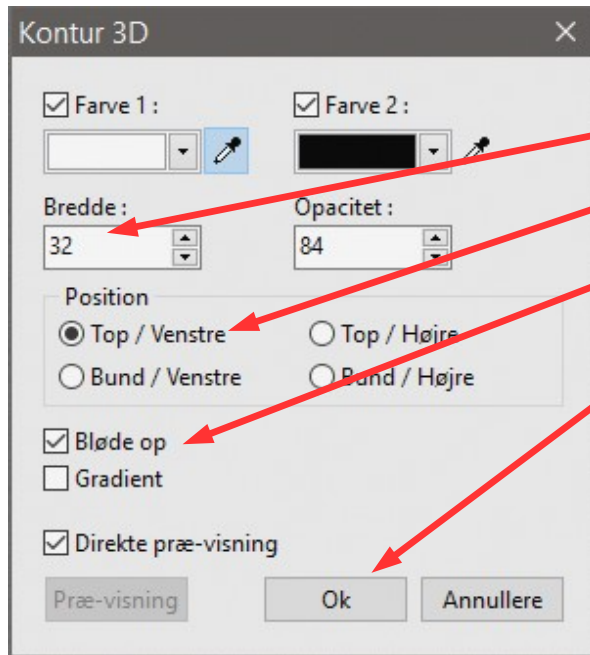 Kontur 3D
Farve 1 : Farve 2 :
Bredde : Opacitet :
32 84
Position
Top / Venstre Top / Højre
Bund / Venstre Bund / Højre
Bløde op
Gradient
Direkte præ-visning
Præ-visning Ok Annullere